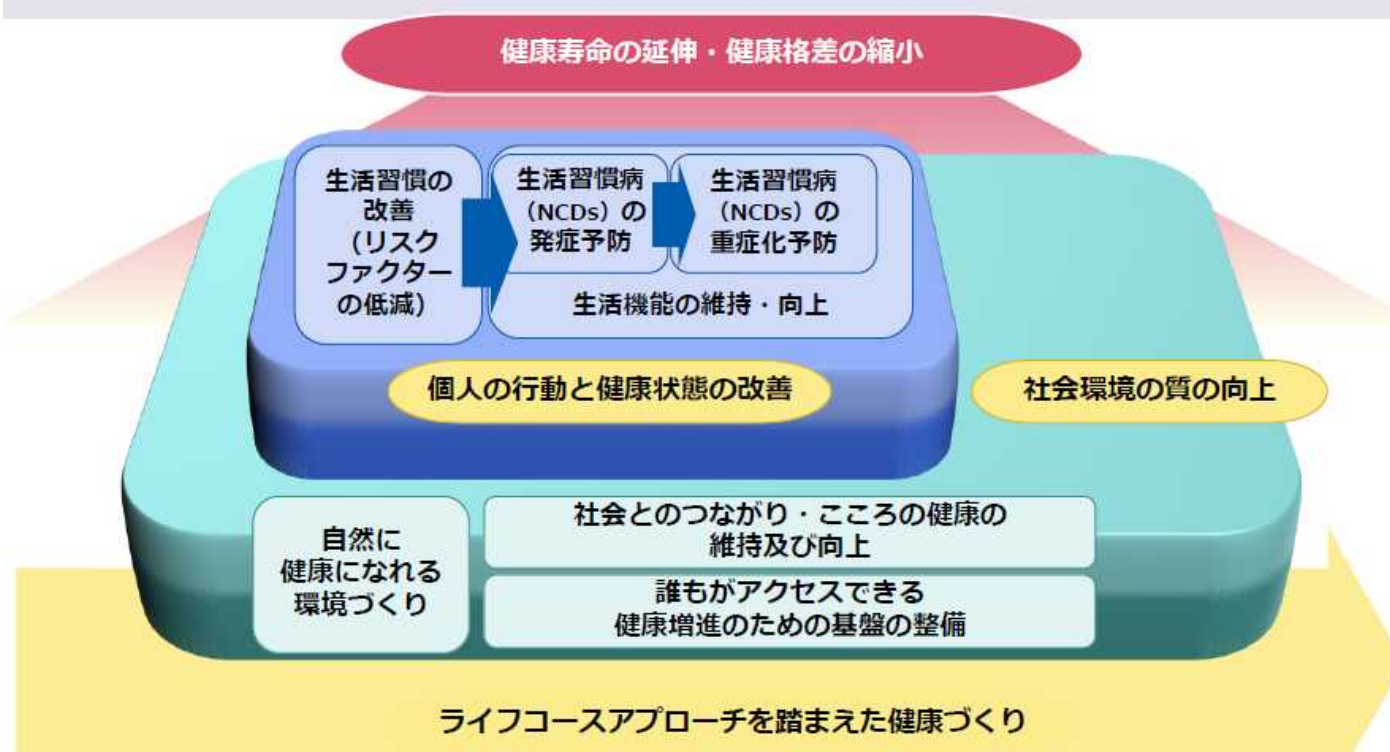 健康寿命の延伸・健康格差の縮小
生活習慣の
改善
（リスク
ファクター
の低減）
生活習慣病
（NCDs）の
発症予防
生活習慣病
（NCDs）の
重症化予防
生活機能の維持・向上
個人の行動と健康状態の改善
社会環境の質の向上
自然に
健康になれる
環境づくり
社会とのつながり・こころの健康の
維持及び向上
誰もがアクセスできる
健康増進のための基盤の整備
ライフコースアプローチを踏まえた健康づくり